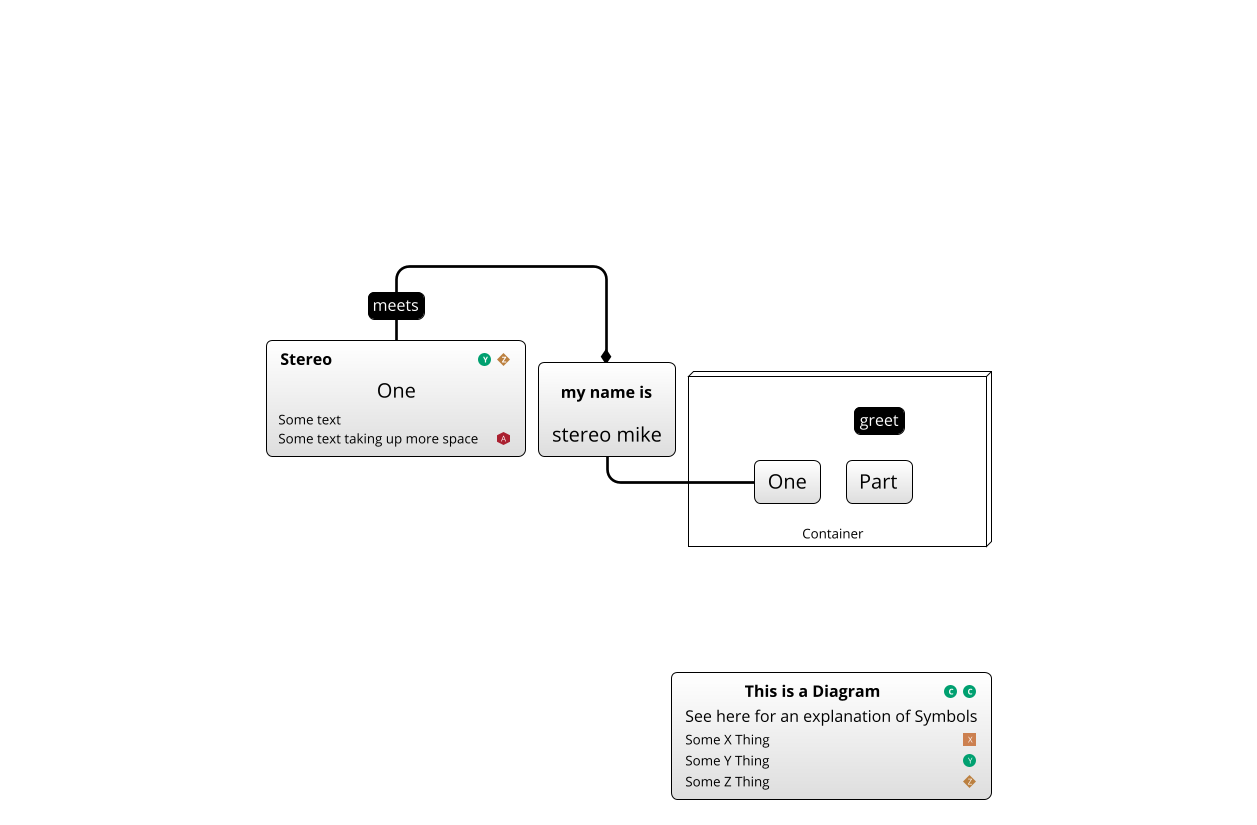 meets
Stereo Y Z
One
Some text
Some text taking up more space A
my name is
stereo mike
greet
One
Part
Container
This is a Diagram C C
See here for an explanation of Symbols
Some X Thing X
Some Y Thing Y
Some Z Thing Z